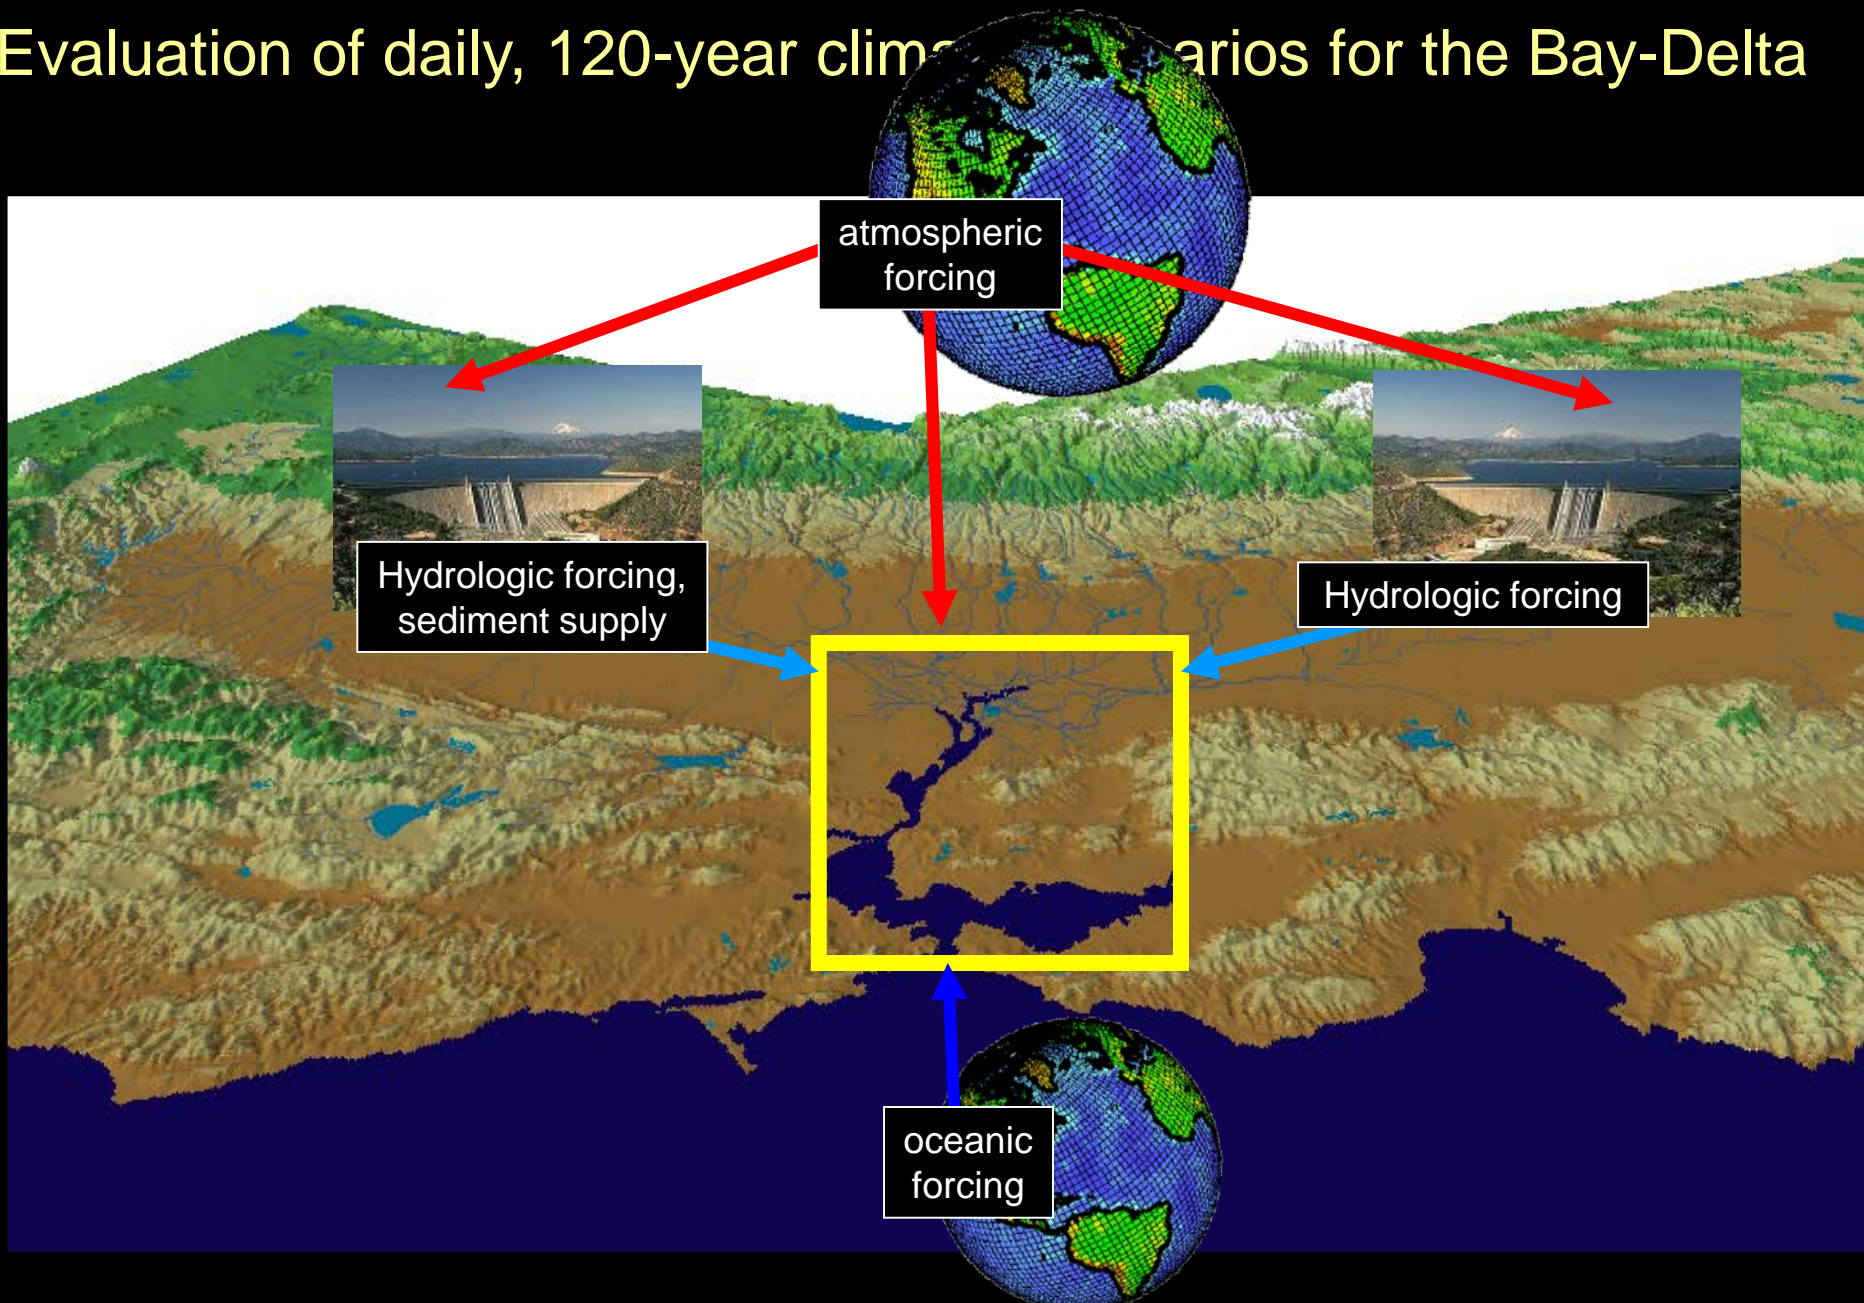 Evaluation of daily, 120-year clim arios for the Bay-Delta
atmospheric
forcing
Hydrologic forcing,
sediment supply
Hydrologic forcing
oceanic
forcing